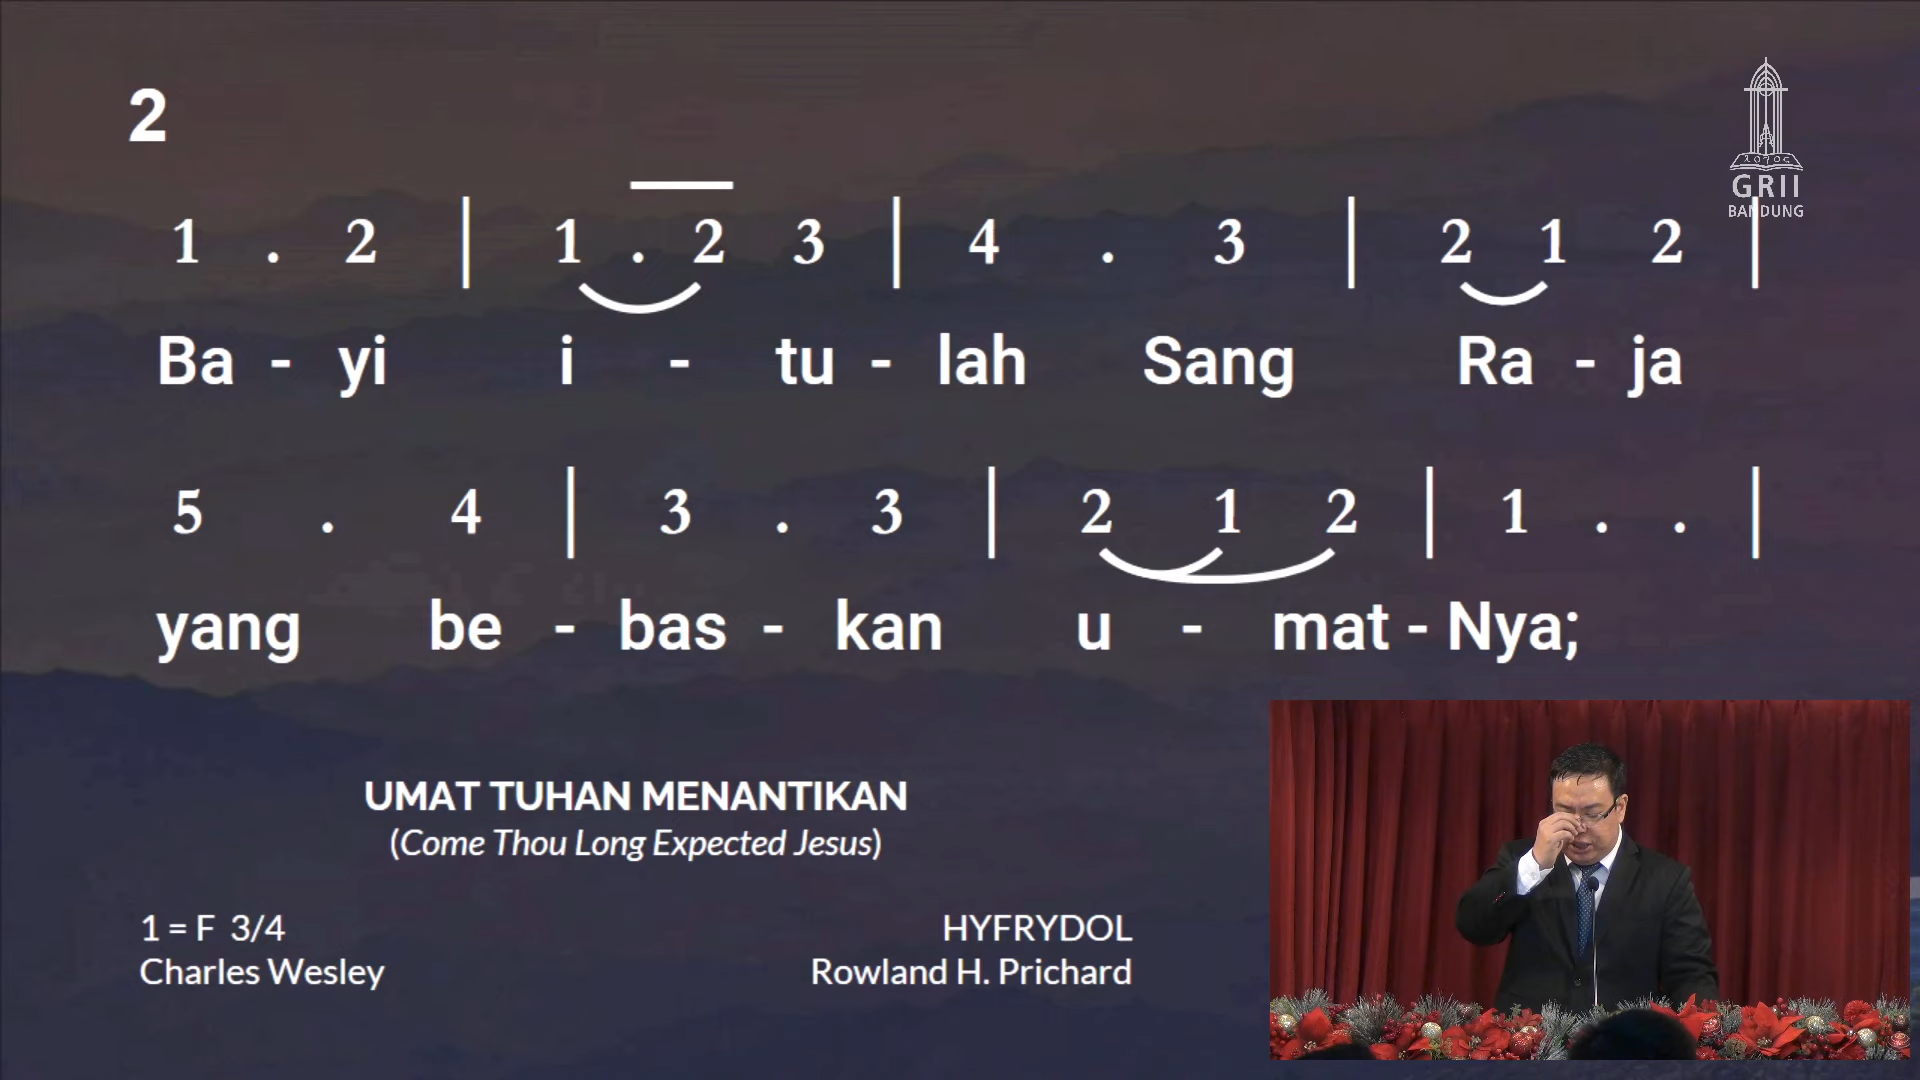 2
1 . 2 | 1 . 2 3 | 4 . 3 | 2 1 2 |
Ba - yi i - tu - lah Sang Ra - ja
5 . 4 | 3 . 3 | 2 1 2 | 1 . . |
yang be - bas - kan u - mat - Nya;
UMAT TUHAN MENANTIKAN
(Come Thou Long Expected Jesus)
1 = F 3/4
Charles Wesley
HYFRYDOL
Rowland H. Prichard
GRII
BANDUNG